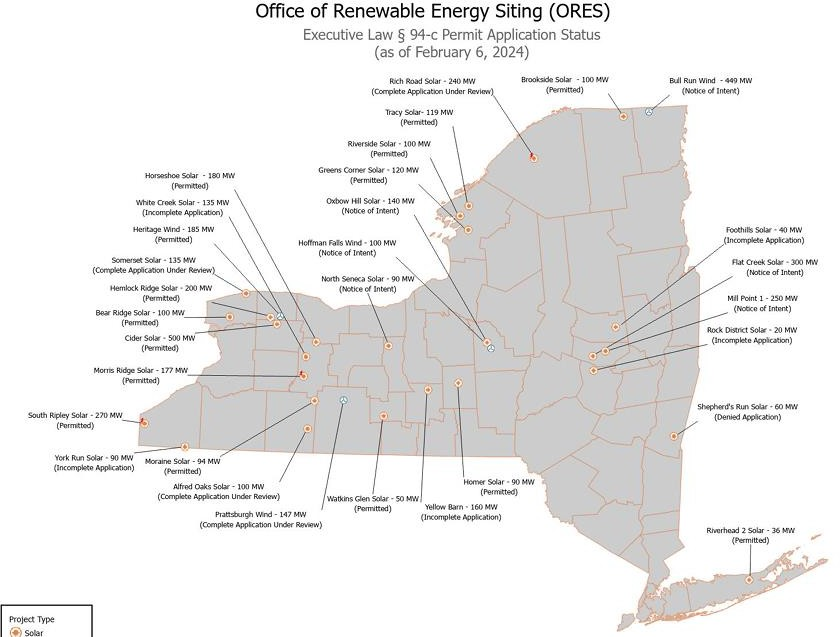 Office of Renewable Energy Siting (ORES)
Executive Law § 94-c Permit Application Status
(as of February 6, 2024)
Rich Road Solar - 240 MW
(Complete Application Under Review)
Brookside Solar - 100 MW
(Permitted)
Bull Run Wind - 449 MW
(Notice of Intent)
Tracy Solar- 119 MW
(Permitted)
Riverside Solar - 100 MW
(Permitted)
Greens Corner Solar - 120 MW
(Permitted)
Horseshoe Solar - 180 MW
(Permitted)
Oxbow Hill Solar - 140 MW
(Notice of Intent)
White Creek Solar - 135 MW
(Incomplete Application)
Heritage Wind - 185 MW
(Permitted)
Foothills Solar - 40 MW
(Incomplete Application)
Hoffman Falls Wind - 100 MW
(Notice of Intent)
Somerset Solar - 135 MW
(Complete Application Under Review)
Flat Creek Solar - 300 MW
(Notice of Intent)
North Seneca Solar - 90 MW
(Notice of Intent)
Hemlock Ridge Solar - 200 MW
(Permitted)
Mill Point 1 - 250 MW
(Notice of Intent)
Bear Ridge Solar - 100 MW
(Permitted)
Rock District Solar - 20 MW
(Incomplete Application)
Cider Solar - 500 MW
(Permitted)
Morris Ridge Solar - 177 MW
(Permitted)
Shepherd's Run Solar - 60 MW
(Denied Application)
South Ripley Solar - 270 MW
(Permitted)
York Run Solar - 90 MW
(Incomplete Application)
Moraine Solar - 94 MW
(Permitted)
Alfred Oaks Solar - 100 MW
(Complete Application Under Review)
Homer Solar - 90 MW
(Permitted)
Watkins Glen Solar - 50 MW
(Permitted)
Yellow Barn - 160 MW
(Incomplete Application)
Prattsburgh Wind - 147 MW
(Complete Application Under Review)
Riverhead 2 Solar - 36 MW
(Permitted)
Project Type
Solar